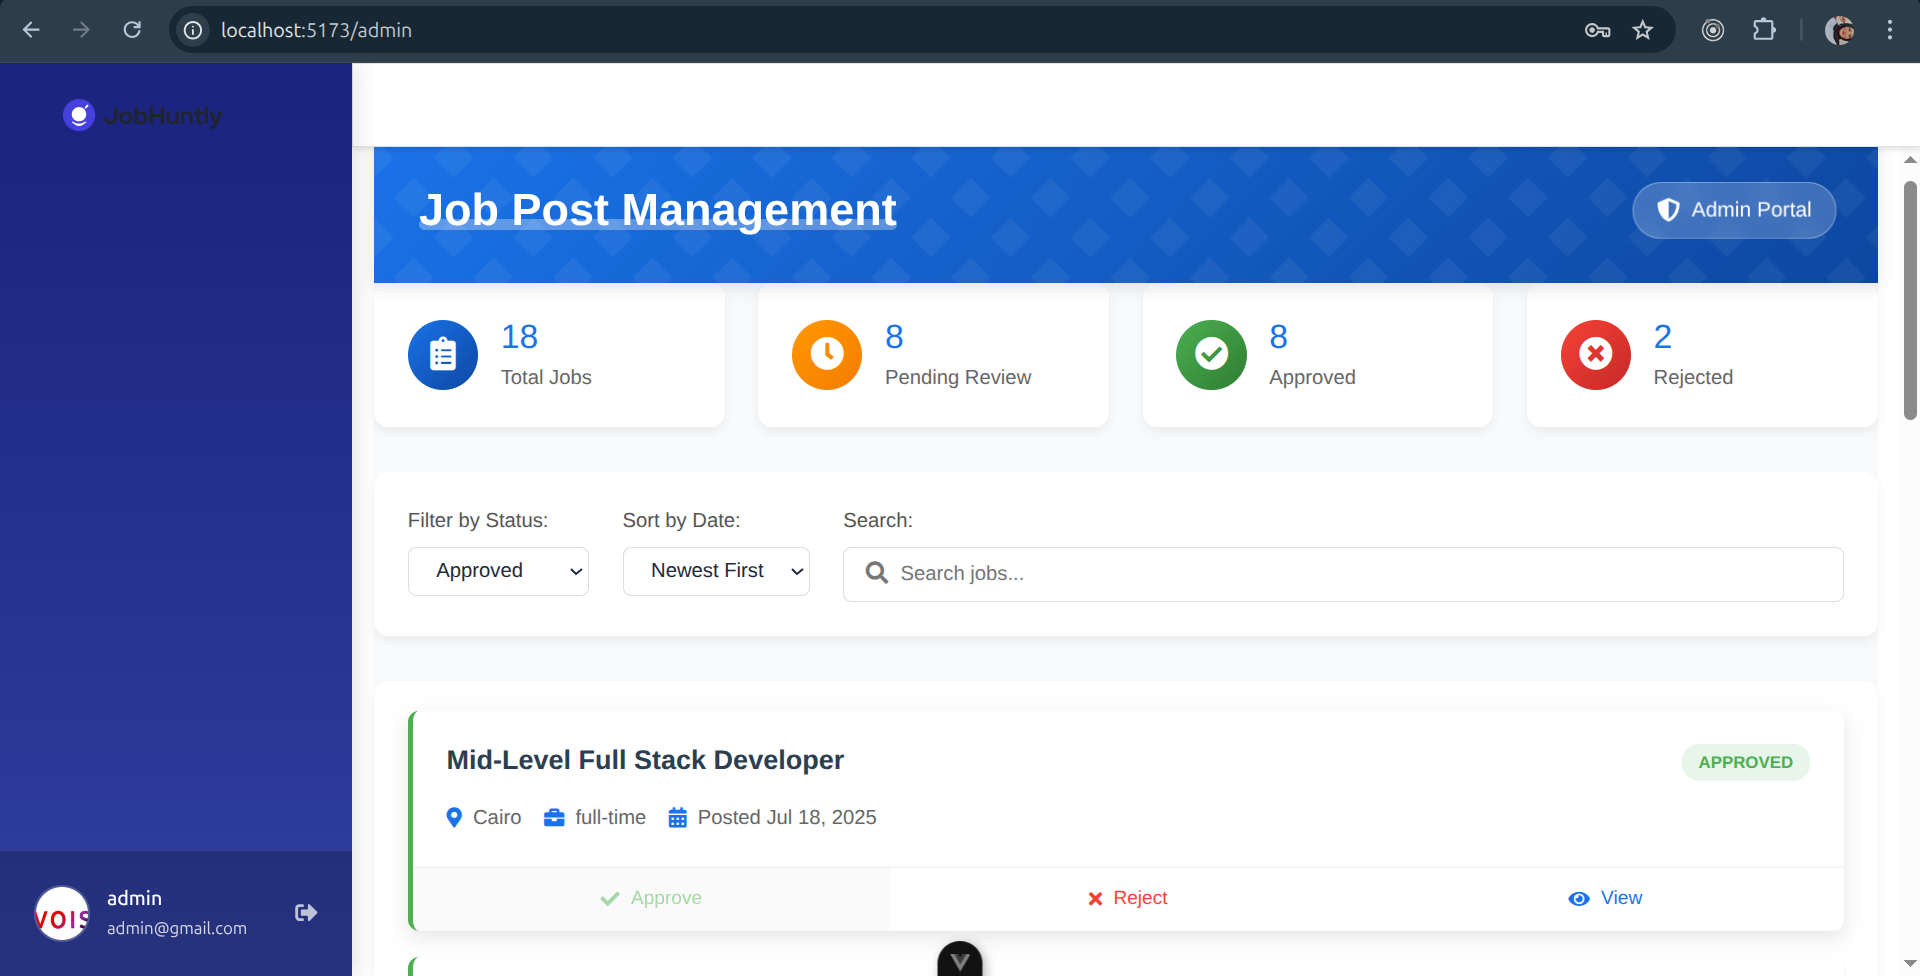 localhost:5173/admin
JobHuntly
Job Post Management
Admin Portal
18
Total Jobs
8
Pending Review
8
Approved
2
Rejected
Filter by Status:
Sort by Date:
Search:
Approved
Newest First
Search jobs...
Mid-Level Full Stack Developer
APPROVED
Cairo
full-time
Posted Jul 18, 2025
Approve
Reject
View
VOIS
admin
admin@gmail.com